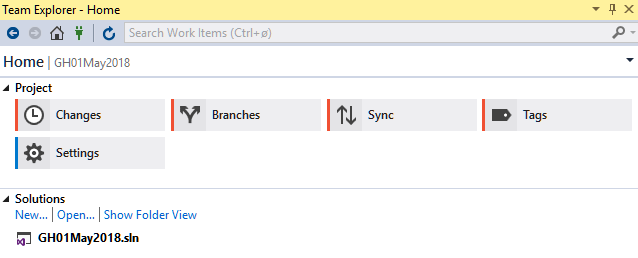 Team Explorer - Home
Search Work Items (Ctrl+ø)
Home | GH01May2018
Project
Changes Branches Sync Tags
Settings
Solutions
New... | Open... | Show Folder View
GH01May2018.sln